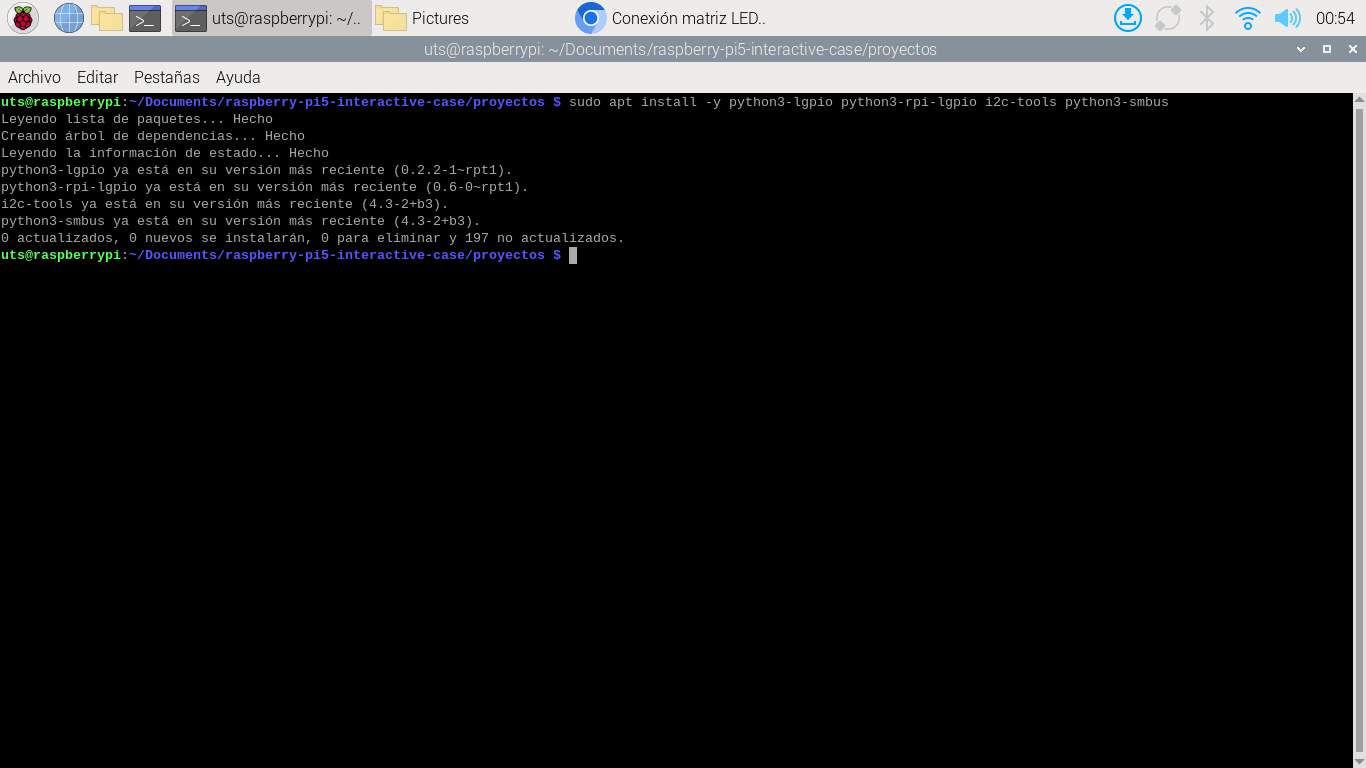 uts@raspberrypi: ~/.. Pictures Conexión matriz LED.. 00:54
uts@raspberrypi: ~/Documents/raspberry-pi5-interactive-case/proyectos
Archivo Editar Pestañas Ayuda
uts@raspberrypi:~/Documents/raspberry-pi5-interactive-case/proyectos $ sudo apt install -y python3-lgpio python3-rpi-lgpio i2c-tools python3-smbus
Leyendo lista de paquetes... Hecho
Creando árbol de dependencias... Hecho
Leyendo la información de estado... Hecho
python3-lgpio ya está en su versión más reciente (0.2.2-1~rpt1).
python3-rpi-lgpio ya está en su versión más reciente (0.6-0~rpt1).
i2c-tools ya está en su versión más reciente (4.3-2+b3).
python3-smbus ya está en su versión más reciente (4.3-2+b3).
0 actualizados, 0 nuevos se instalarán, 0 para eliminar y 197 no actualizados.
uts@raspberrypi:~/Documents/raspberry-pi5-interactive-case/proyectos $